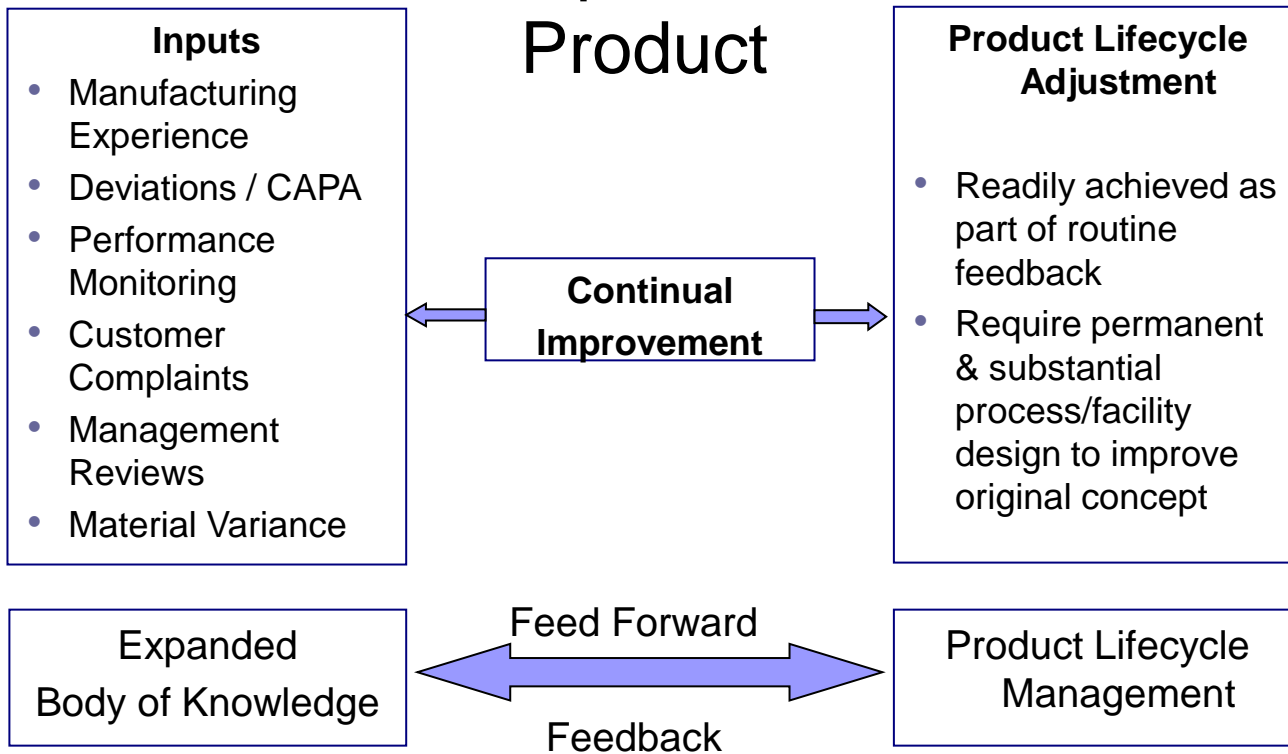 Product
Inputs
• Manufacturing
Experience
• Deviations / CAPA
• Performance
Monitoring
• Customer
Complaints
• Management
Reviews
• Material Variance
Continual
Improvement
Product Lifecycle
Adjustment
• Readily achieved as
part of routine
feedback
• Require permanent
& substantial
process/facility
design to improve
original concept
Expanded
Body of Knowledge
Feed Forward
Feedback
Product Lifecycle
Management